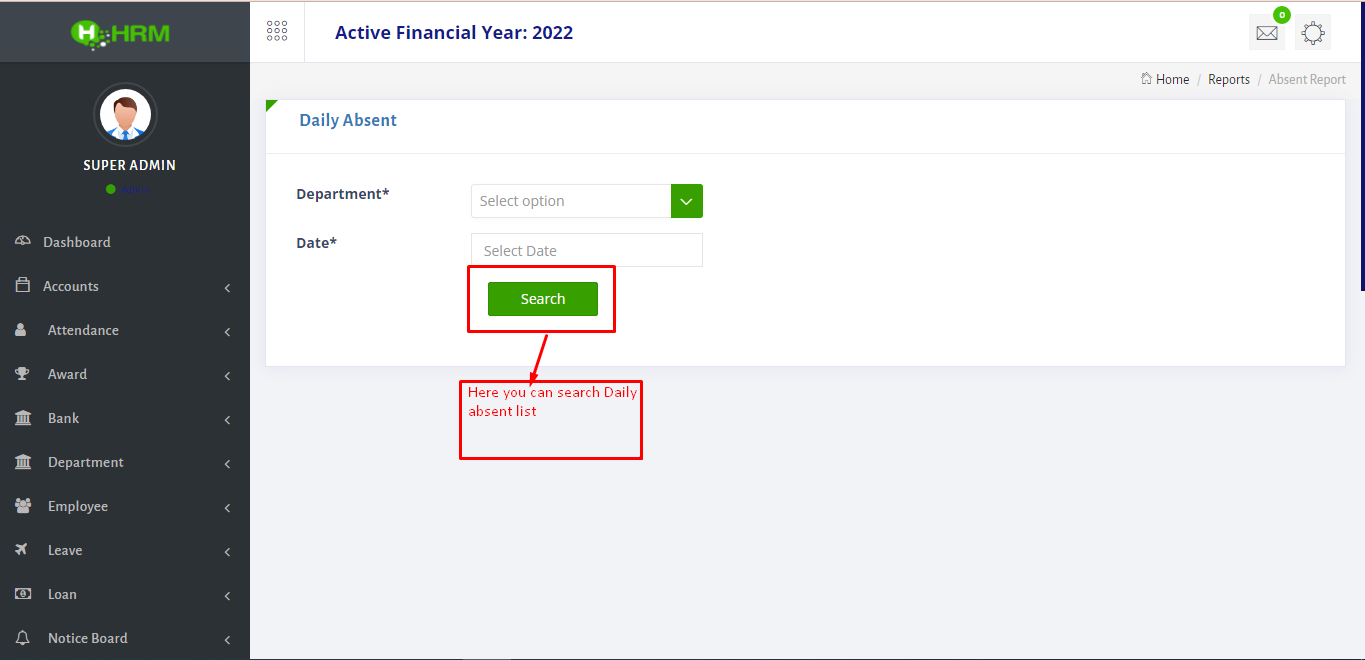 HRM
Active Financial Year: 2022
0
Home / Reports / Absent Report
SUPER ADMIN
Dashboard
Accounts
Attendance
Award
Bank
Department
Employee
Leave
Loan
Notice Board
Daily Absent
Department*
Select option
Date*
Select Date
Search
Here you can search Daily
absent list